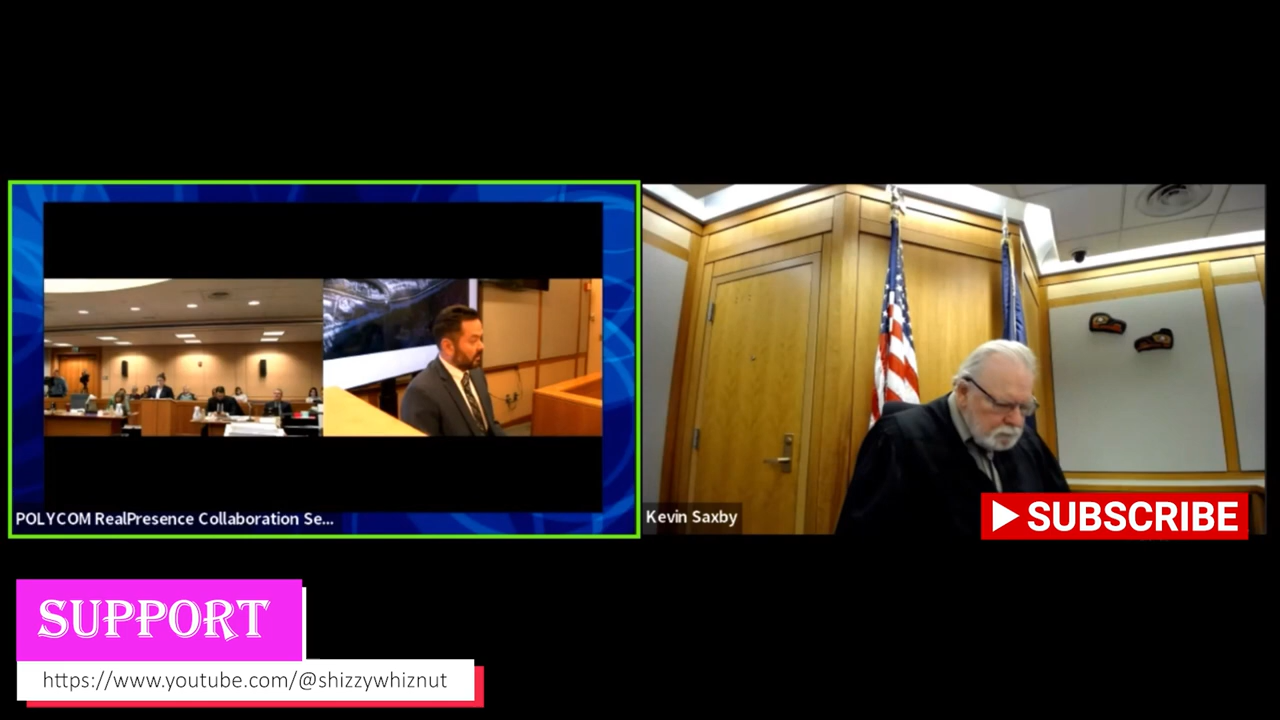 POLYCOM RealPresence Collaboration Se...
Kevin Saxby
SUBSCRIBE
SUPPORT
https://www.youtube.com/@shizzywhiznut